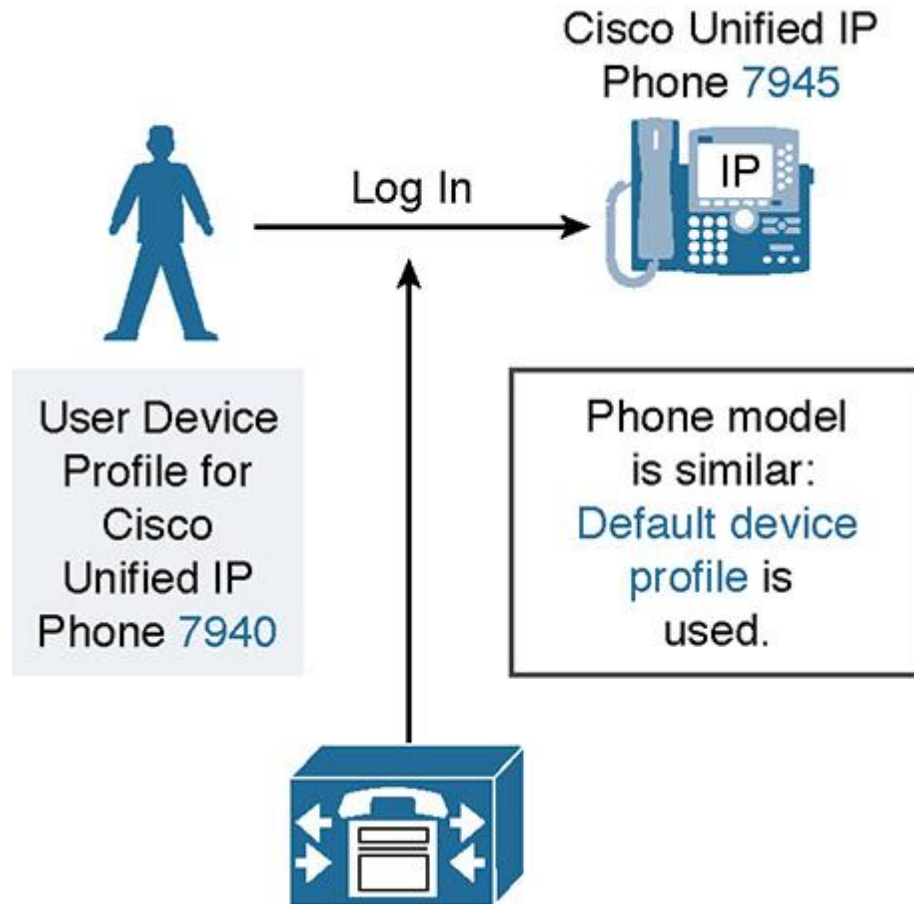 Cisco Unified IP
Phone 7945
IP
Log In
User Device
Profile for
Cisco
Unified IP
Phone 7940
Phone model
is similar:
Default device
profile is
used.